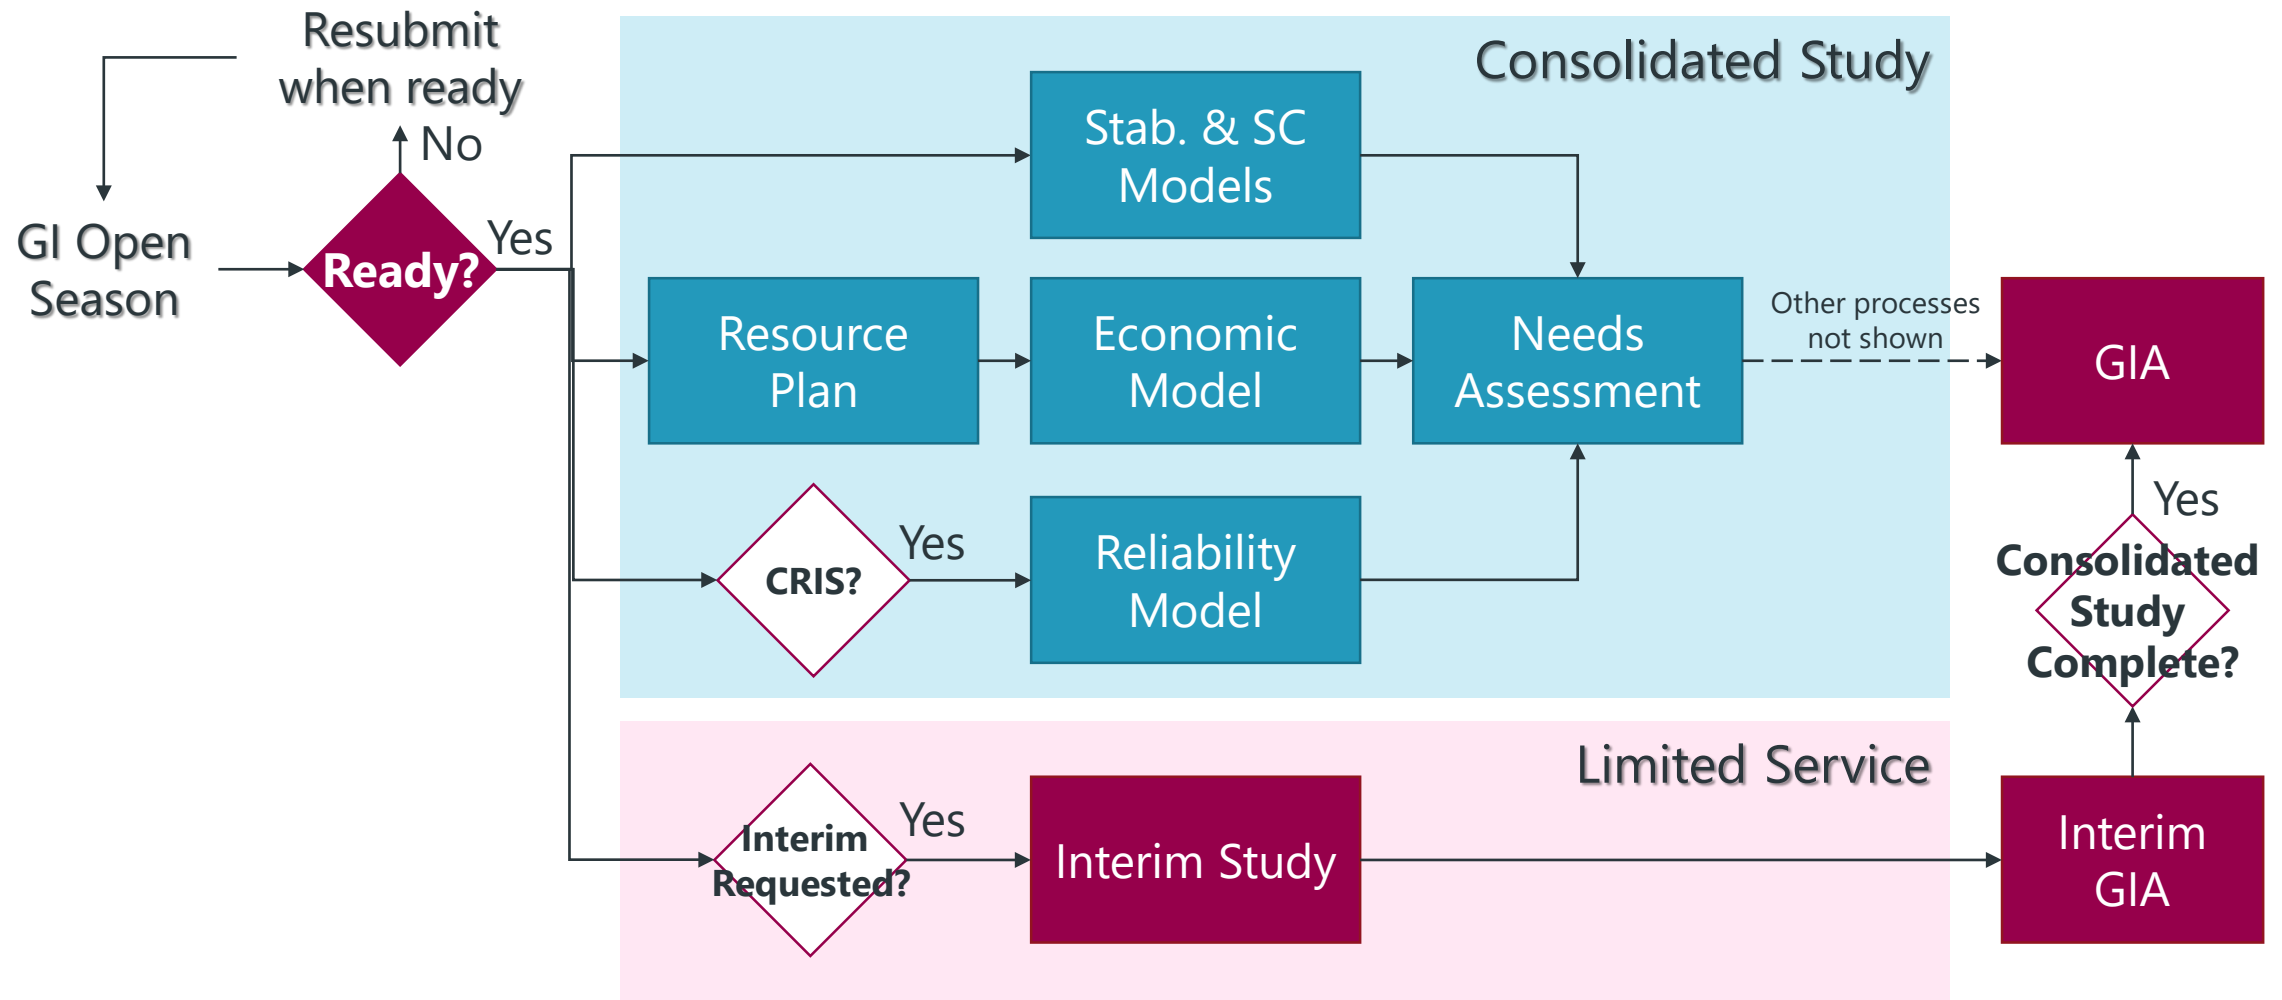 Resubmit
when ready
No
GI Open
Season
Ready?
Yes
Consolidated Study
Stab. & SC
Models
Resource
Plan
Economic
Model
Needs
Assessment
Other processes
not shown
GIA
CRIS?
Yes
Reliability
Model
Yes
Consolidated
Study
Complete?
Limited Service
Interim
Requested?
Yes
Interim Study
Interim
GIA